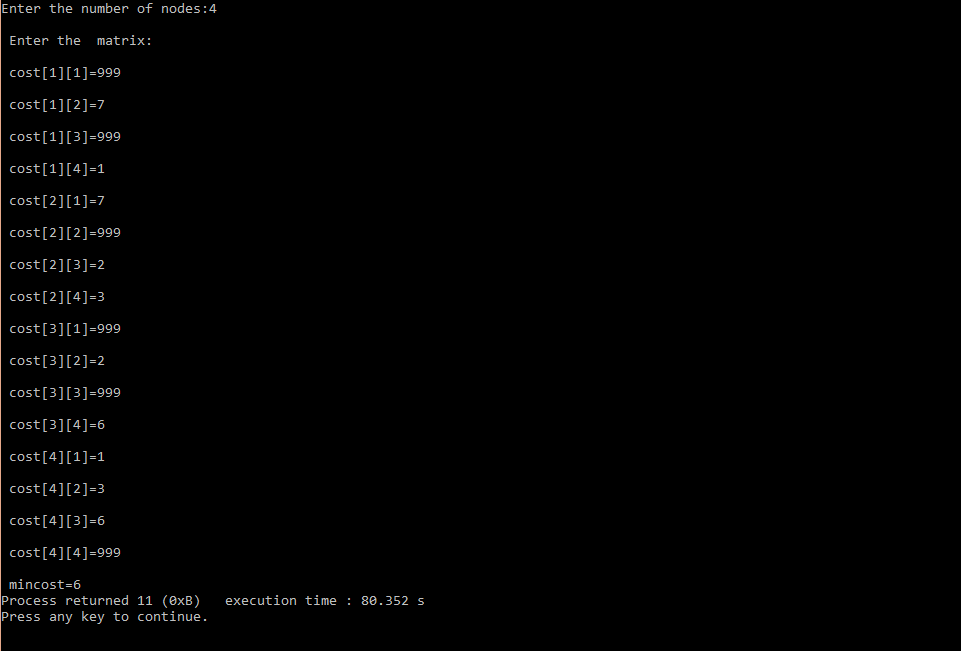 Enter the number of nodes:4
Enter the  matrix:
cost[1][1]=999
cost[1][2]=7
cost[1][3]=999
cost[1][4]=1
cost[2][1]=7
cost[2][2]=999
cost[2][3]=2
cost[2][4]=3
cost[3][1]=999
cost[3][2]=2
cost[3][3]=999
cost[3][4]=6
cost[4][1]=1
cost[4][2]=3
cost[4][3]=6
cost[4][4]=999
mincost=6
Process returned 11 (0xB)   execution time : 80.352 s
Press any key to continue.